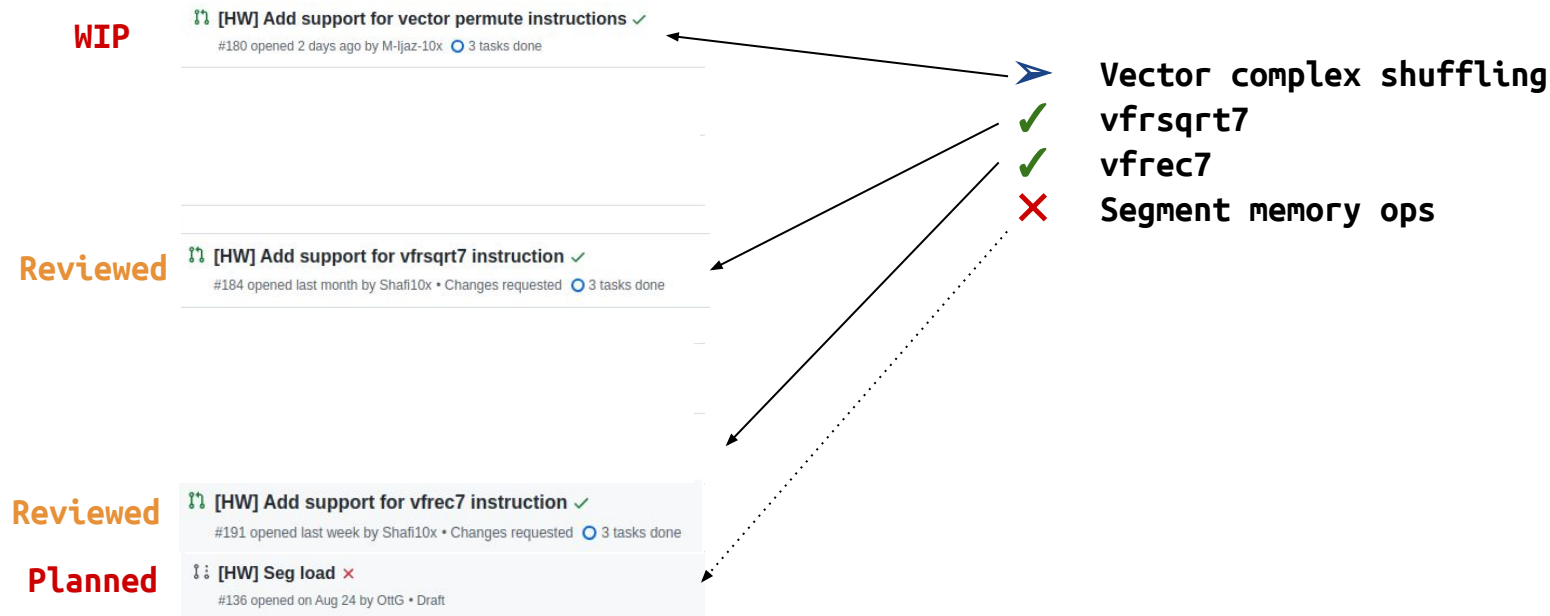 WIP
[HW] Add support for vector permute instructions
#180 opened 2 days ago by M-Ijaz-10x 3 tasks done
Vector complex shuffling
vfrsqrt7
vfrec7
Segment memory ops
Reviewed
[HW] Add support for vfrsqrt7 instruction
#184 opened last month by Shafi10x • Changes requested 3 tasks done
Reviewed
[HW] Add support for vfrec7 instruction
#191 opened last week by Shafi10x • Changes requested 3 tasks done
Planned
[HW] Seg load
#136 opened on Aug 24 by OttG • Draft